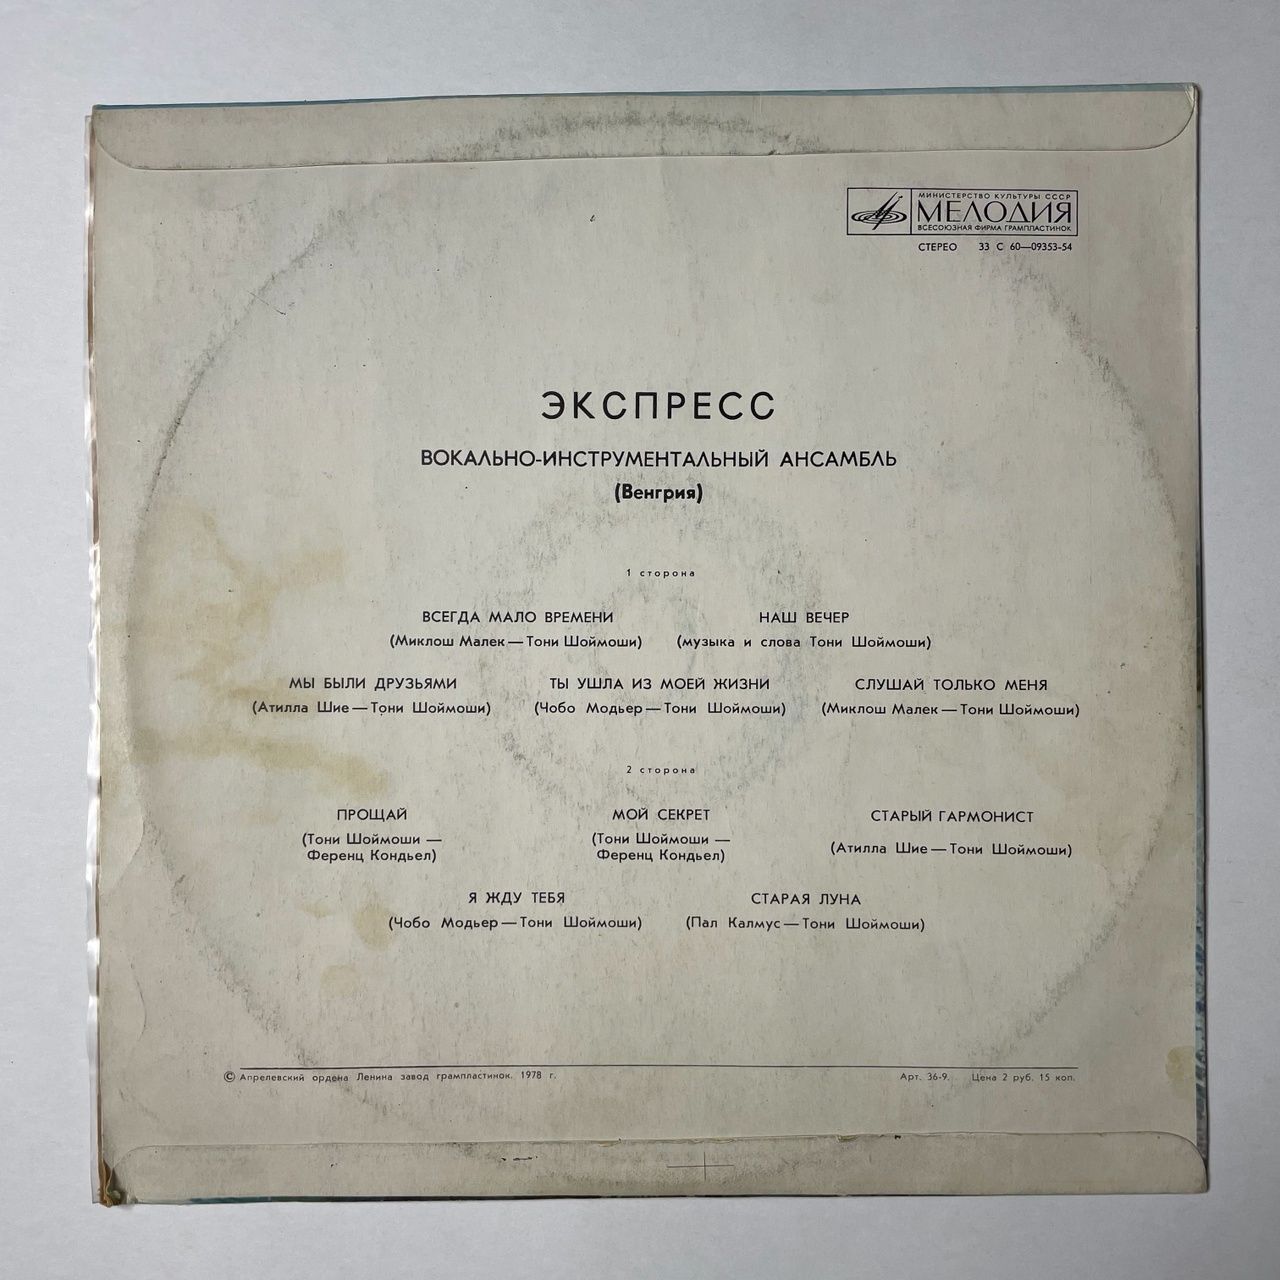 МИНИСТЕРСТВО КУЛЬТУРЫ СССР
МЕЛОДИЯ
ВСЕСОЮЗНАЯ ФИРМА ГРАМПЛАСТИНОК
СТЕРЕО 33 С 60—09353-54
ЭКСПРЕСС
ВОКАЛЬНО-ИНСТРУМЕНТАЛЬНЫЙ АНСАМБЛЬ
(Венгрия)
1 сторона
ВСЕГДА МАЛО ВРЕМЕНИ НАШ ВЕЧЕР
(Миклош Малек—Тони Шоймоши) (музыка и слова Тони Шоймоши)
МЫ БЫЛИ ДРУЗЬЯМИ ТЫ УШЛА ИЗ МОЕЙ ЖИЗНИ СЛУШАЙ ТОЛЬКО МЕНЯ
(Атилла Шие—Тони Шоймоши) (Чобо Модьер—Тони Шоймоши) (Миклош Малек—Тони Шоймоши)
2 сторона
ПРОЩАЙ МОЙ СЕКРЕТ СТАРЫЙ ГАРМОНИСТ
(Тони Шоймоши — (Тони Шоймоши — (Атилла Шие—Тони Шоймоши)
Ференц Кондьел) Ференц Кондьел)
Я ЖДУ ТЕБЯ СТАРАЯ ЛУНА
(Чобо Модьер—Тони Шоймоши) (Пал Калмус—Тони Шоймоши)
© Апрелевский ордена Ленина завод грампластинок. 1978 г. Арт. 36-9. Цена 2 руб. 15 коп.